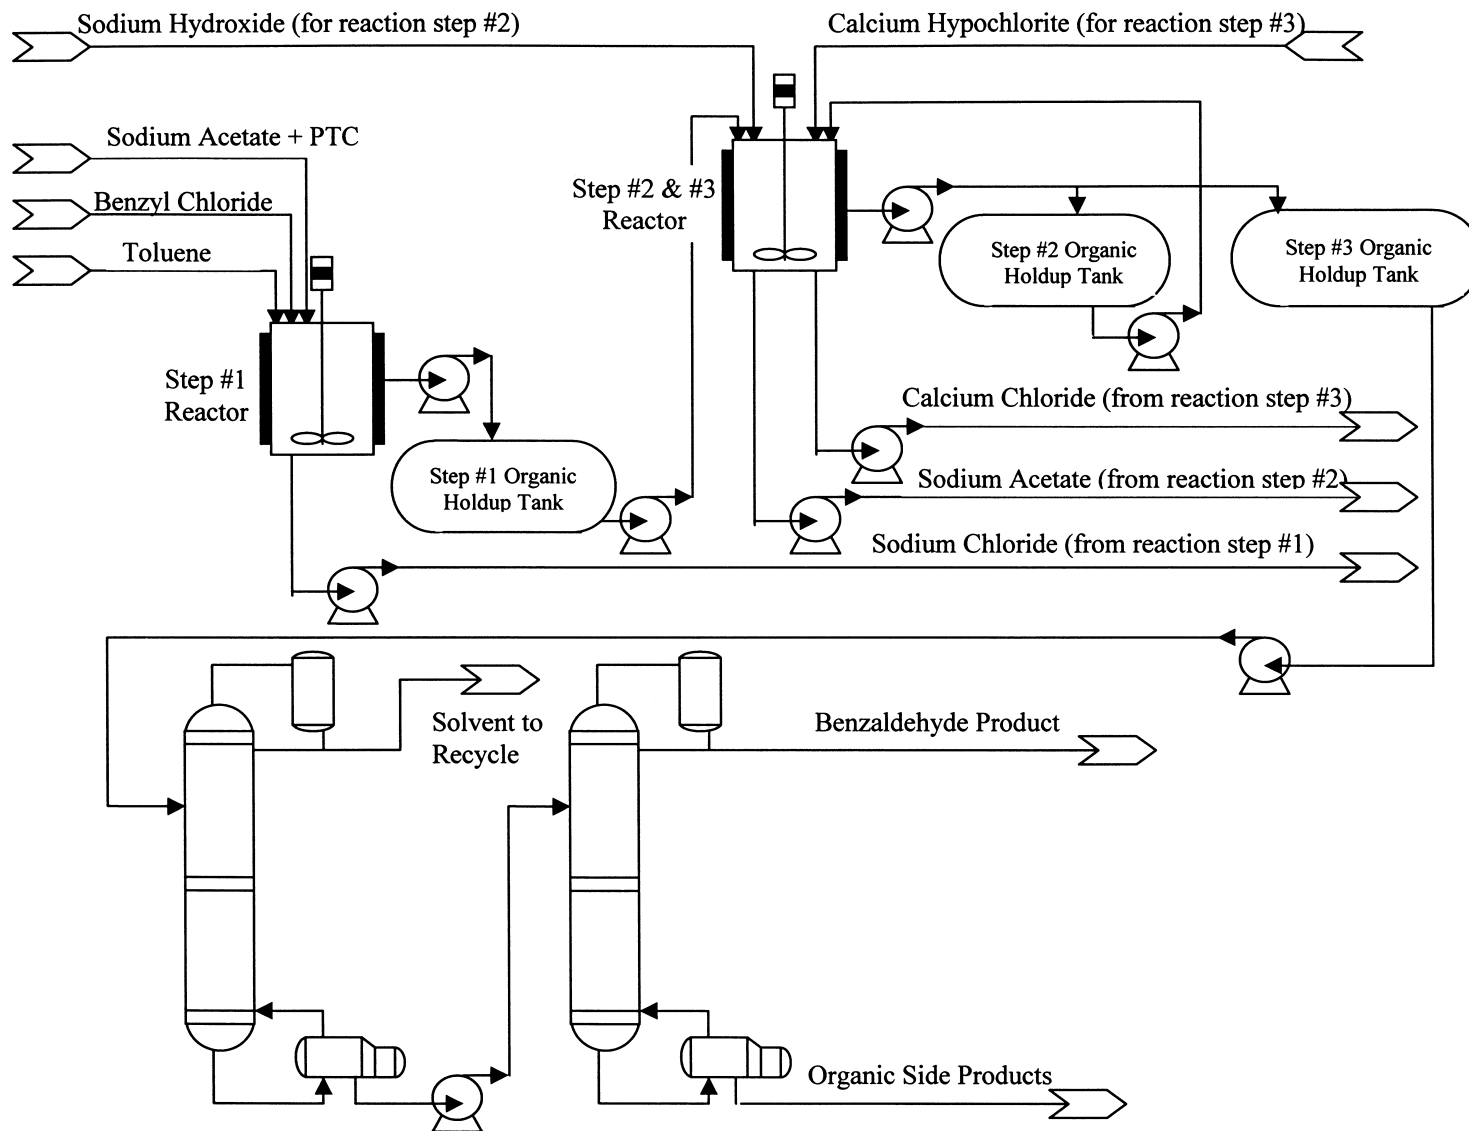 Sodium Hydroxide (for reaction step #2)
Calcium Hypochlorite (for reaction step #3)
Sodium Acetate + PTC
Benzyl Chloride
Toluene
Step #2 & #3
Reactor
Step #2 Organic
Holdup Tank
Step #3 Organic
Holdup Tank
Step #1
Reactor
Step #1 Organic
Holdup Tank
Calcium Chloride (from reaction step #3)
Sodium Acetate (from reaction step #2)
Sodium Chloride (from reaction step #1)
Solvent to
Recycle
Benzaldehyde Product
Organic Side Products